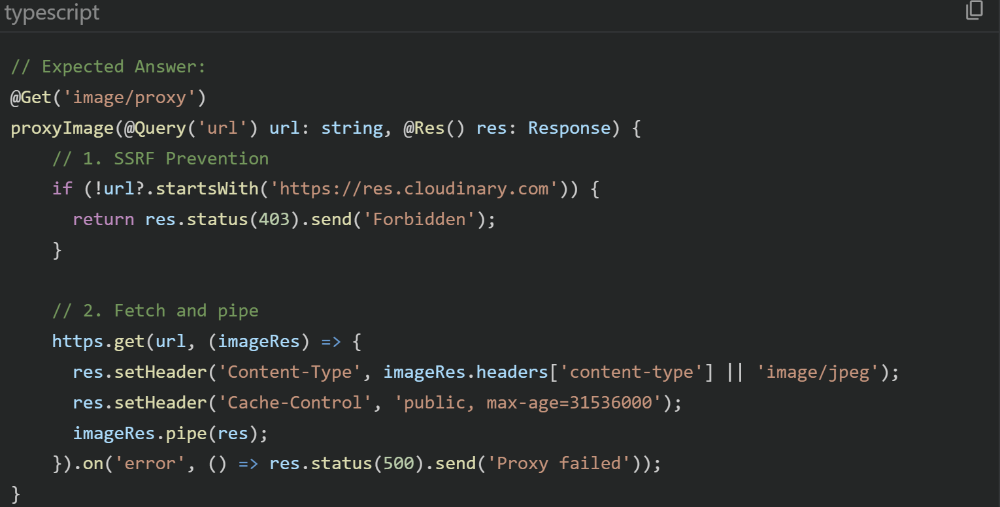 typescript
// Expected Answer:
@Get('image/proxy')
proxyImage(@Query('url') url: string, @Res() res: Response) {
    // 1. SSRF Prevention
    if (!url?.startsWith('https://res.cloudinary.com')) {
      return res.status(403).send('Forbidden');
    }

    // 2. Fetch and pipe
    https.get(url, (imageRes) => {
      res.setHeader('Content-Type', imageRes.headers['content-type'] || 'image/jpeg');
      res.setHeader('Cache-Control', 'public, max-age=31536000');
      imageRes.pipe(res);
    }).on('error', () => res.status(500).send('Proxy failed'));
}